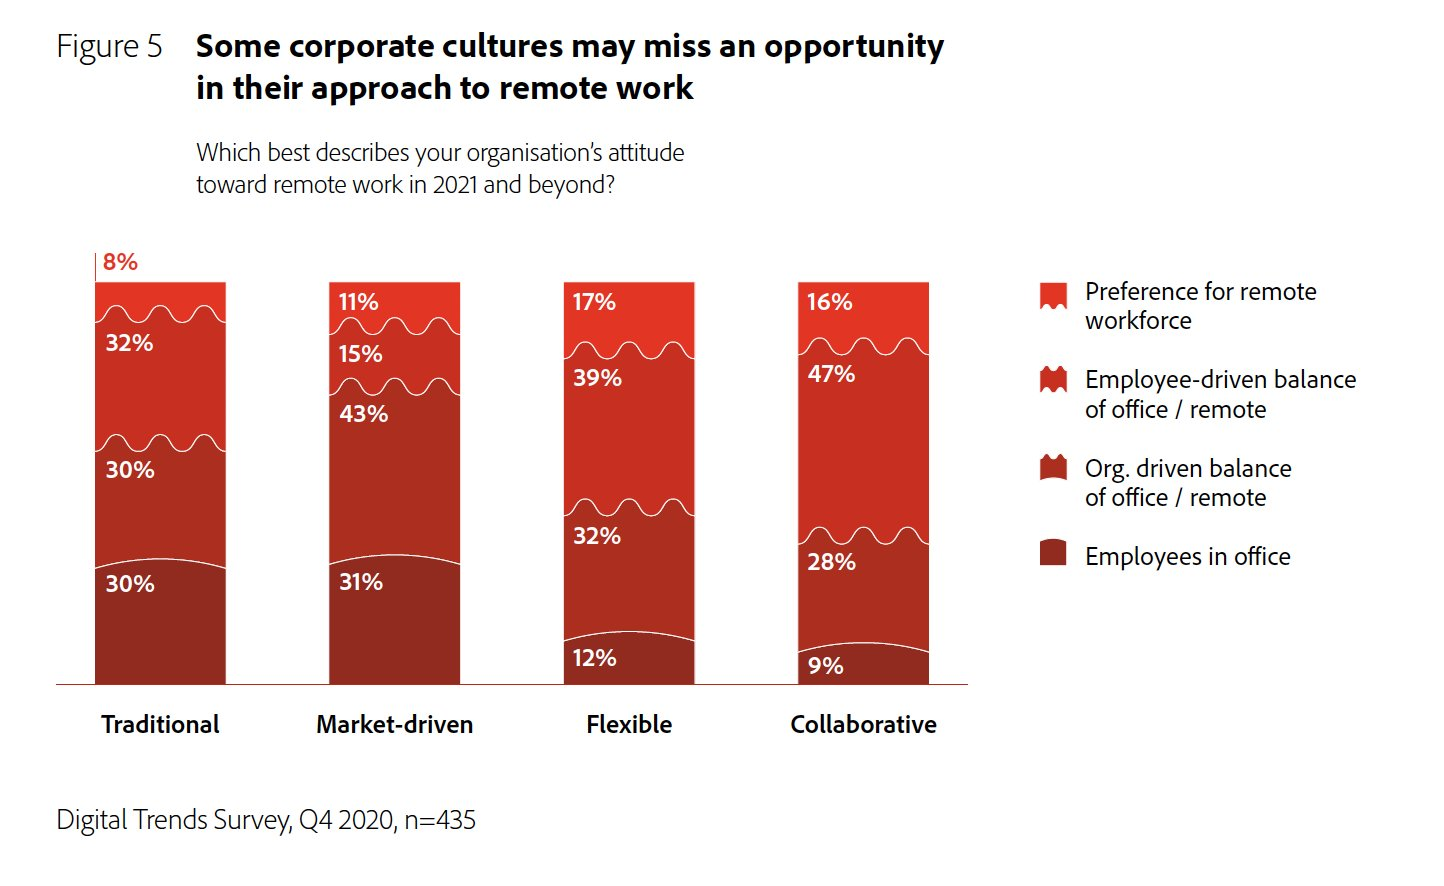 Figure 5
Some corporate cultures may miss an opportunity
in their approach to remote work
Which best describes your organisation's attitude
toward remote work in 2021 and beyond?
8%
32%
30%
30%
Traditional
11%
15%
43%
31%
Market-driven
17%
39%
32%
12%
Flexible
16%
47%
28%
9%
Collaborative
Preference for remote
workforce
Employee-driven balance
of office / remote
Org. driven balance
of office / remote
Employees in office
Digital Trends Survey, Q4 2020, n=435